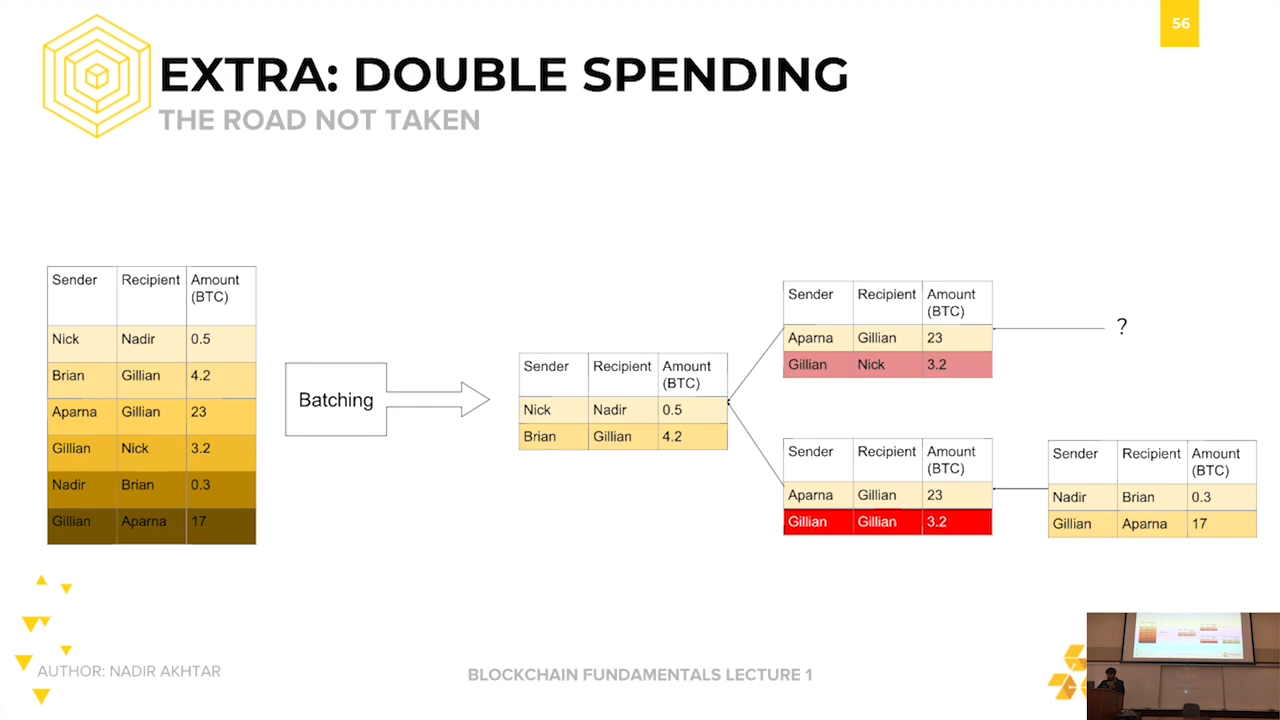 56
EXTRA: DOUBLE SPENDING
THE ROAD NOT TAKEN
Sender Recipient Amount (BTC)
Nick Nadir 0.5
Brian Gillian 4.2
Aparna Gillian 23
Gillian Nick 3.2
Nadir Brian 0.3
Gillian Aparna 17
Batching
Sender Recipient Amount (BTC)
Nick Nadir 0.5
Brian Gillian 4.2
Sender Recipient Amount (BTC)
Aparna Gillian 23
Gillian Nick 3.2
?
Sender Recipient Amount (BTC)
Aparna Gillian 23
Gillian Gillian 3.2
Sender Recipient Amount (BTC)
Nadir Brian 0.3
Gillian Aparna 17
AUTHOR: NADIR AKHTAR
BLOCKCHAIN FUNDAMENTALS LECTURE 1